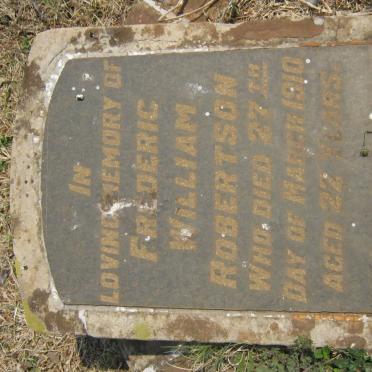 IN
LOVING MEMORY OF
FREDERIC
WILLIAM
ROBERTSON
WHO DIED 27TH
DAY OF MARCH 1910
AGED 22 YEARS.